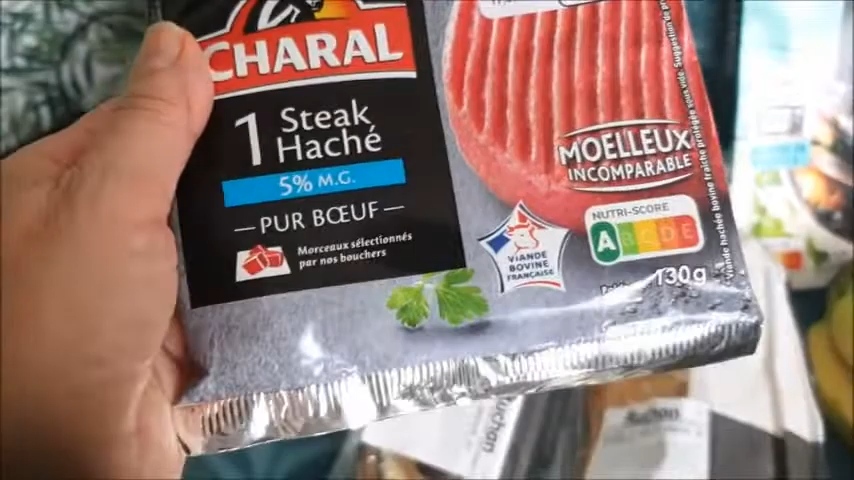 CHARAL
1 Steak
Haché
5% M.G.
PUR BŒUF
Morceaux sélectionnés
par nos bouchers
MOELLEUX
INCOMPARABLE
NUTRI-SCORE
A B C D E
VIANDE
BOVINE
FRANÇAISE
130g
Auchan